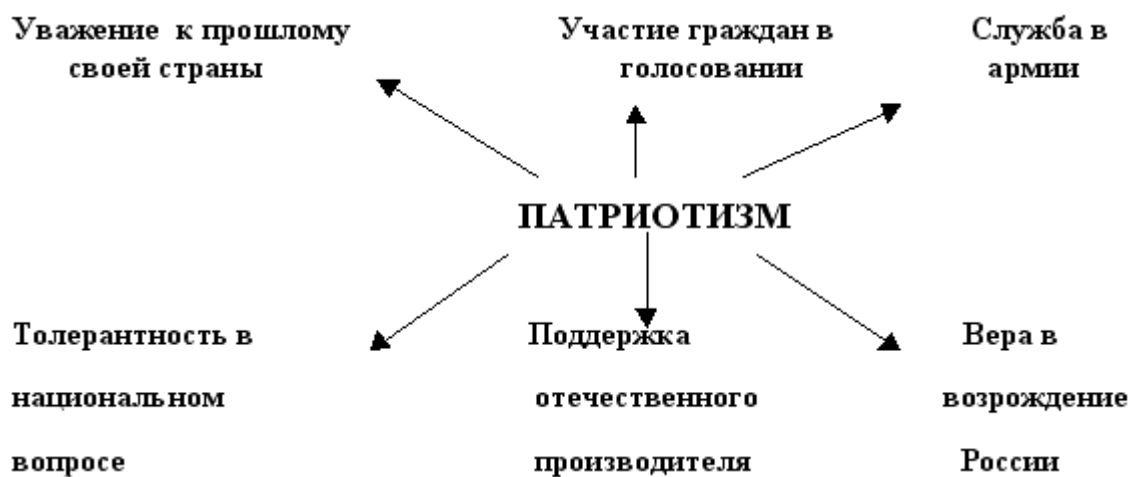 Уважение к прошлому
своей страны
Участие граждан в
голосовании
Служба в
армии
ПАТРИОТИЗМ
Толерантность в
национальном
вопросе
Поддержка
отечественного
производителя
Вера в
возрождение
России